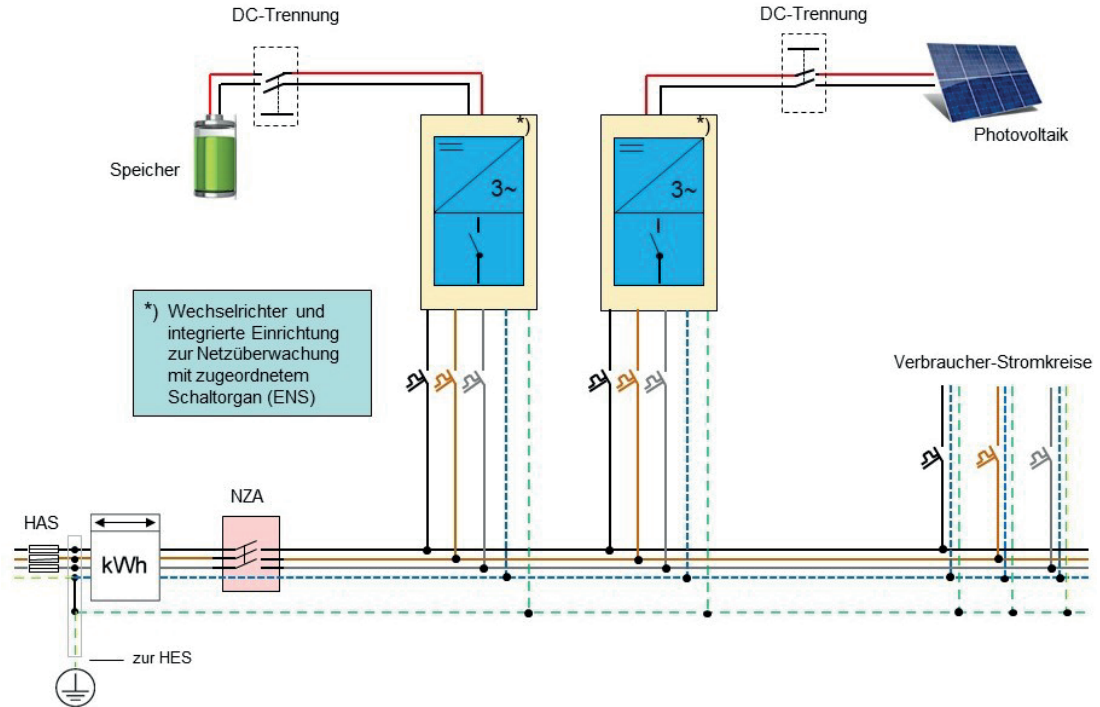 DC-Trennung
DC-Trennung
Speicher
Photovoltaik
*)
3~
*)
3~
*) Wechselrichter und
integrierte Einrichtung
zur Netzüberwachung
mit zugeordnetem
Schaltorgan (ENS)
Verbraucher-Stromkreise
HAS
NZA
kWh
zur HES